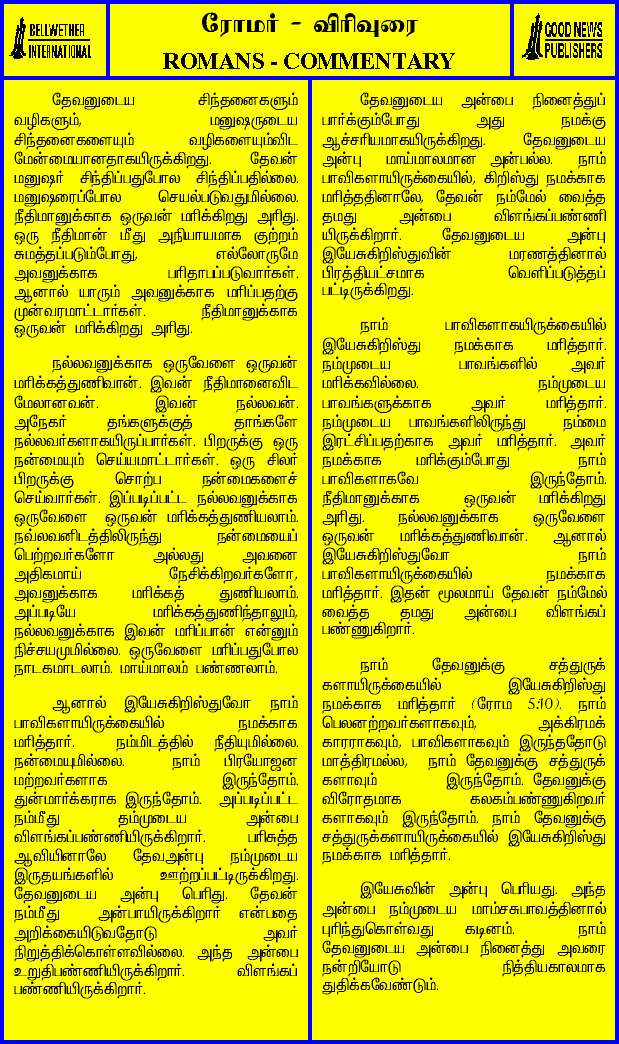 BELLWETHER
INTERNATIONAL
ரோமர் - விரிவுரை
ROMANS - COMMENTARY
GOOD NEWS
PUBLISHERS
தேவனுடைய சிந்தனைகளும்
வழிகளும், மனுஷருடைய
சிந்தனைகளையும் வழிகளையும்விட
மேன்மையானதாகயிருக்கிறது. தேவன்
மனுஷர் சிந்திப்பதுபோல சிந்திப்பதில்லை.
மனுஷரைப்போல செயல்படுவதுமில்லை.
நீதிமானுக்காக ஒருவன் மரிக்கிறது அரிது.
ஒரு நீதிமான் மீது அநியாயமாக குற்றம்
சுமத்தப்படும்போது, எல்லோருமே
அவனுக்காக பரிதாபப்படுவார்கள்.
ஆனால் யாரும் அவனுக்காக மரிப்பதற்கு
முன்வரமாட்டார்கள். நீதிமானுக்காக
ஒருவன் மரிக்கிறது அரிது.
நல்லவனுக்காக ஒருவேளை ஒருவன்
மரிக்கத்துணிவான். இவன் நீதிமானைவிட
மேலானவன். இவன் நல்லவன்.
அநேகர் தங்களுக்குத் தாங்களே
நல்லவர்களாகயிருப்பார்கள். பிறருக்கு ஒரு
நன்மையும் செய்யமாட்டார்கள். ஒரு சிலர்
பிறருக்கு சொற்ப நன்மைகளைச்
செய்வார்கள். இப்படிப்பட்ட நல்லவனுக்காக
ஒருவேளை ஒருவன் மரிக்கத்துணியலாம்.
நவ்லவனிடத்திலிருந்து நன்மையைப்
பெற்றவர்களோ அல்லது அவனை
அதிகமாய் நேசிக்கிறவர்களோ,
அவனுக்காக மரிக்கத் துணியலாம்.
அப்படியே மரிக்கத்துணிந்தாலும்,
நல்லவனுக்காக இவன் மரிப்பான் என்னும்
நிச்சயமுமில்லை. ஒருவேளை மரிப்பதுபோல
நாடகமாடலாம். மாய்மாலம் பண்ணலாம்.
ஆனால் இயேசுகிறிஸ்துவோ நாம்
பாவிகளாயிருக்கையில் நமக்காக
மரித்தார். நம்மிடத்தில் நீதியுமில்லை.
நன்மையுமில்லை. நாம் பிரயோஜன
மற்றவர்களாக இருந்தோம்.
துன்மார்க்கராக இருந்தோம். அப்படிப்பட்ட
நம்மீது தம்முடைய அன்பை
விளங்கப்பண்ணியிருக்கிறார். பரிசுத்த
ஆவியினாலே தேவஅன்பு நம்முடைய
இருதயங்களில் ஊற்றப்பட்டிருக்கிறது.
தேவனுடைய அன்பு பெரிது. தேவன்
நம்மீது அன்பாயிருக்கிறார் என்பதை
அறிக்கையிடுவதோடு அவர்
நிறுத்திக்கொள்ளவில்லை. அந்த அன்பை
உறுதிபண்ணியிருக்கிறார். விளங்கப்
பண்ணியிருக்கிறார்.
தேவனுடைய அன்பை நினைத்துப்
பார்க்கும்போது அது நமக்கு
ஆச்சரியமாகயிருக்கிறது. தேவனுடைய
அன்பு மாய்மாலமான அன்பல்ல. நாம்
பாவிகளாயிருக்கையில், கிறிஸ்து நமக்காக
மரித்ததினாலே, தேவன் நம்மேல் வைத்த
தமது அன்பை விளங்கப்பண்ணி
யிருக்கிறார். தேவனுடைய அன்பு
இயேசுகிறிஸ்துவின் மரணத்தினால்
பிரத்தியட்சமாக வெளிப்படுத்தப்
பட்டிருக்கிறது.
நாம் பாவிகளாகயிருக்கையில்
இயேசுகிறிஸ்து நமக்காக மரித்தார்.
நம்முடைய பாவங்களில் அவர்
மரிக்கவில்லை. நம்முடைய
பாவங்களுக்காக அவர் மரித்தார்.
நம்முடைய பாவங்களிலிருந்து நம்மை
இரட்சிப்பதற்காக அவர் மரித்தார். அவர்
நமக்காக மரிக்கும்போது நாம்
பாவிகளாகவே இருந்தோம்.
நீதிமானுக்காக ஒருவன் மரிக்கிறது
அரிது. நல்லவனுக்காக ஒருவேளை
ஒருவன் மரிக்கத்துணிவான். ஆனால்
இயேசுகிறிஸ்துவோ நாம்
பாவிகளாயிருக்கையில் நமக்காக
மரித்தார். இதன் மூலமாய் தேவன் நம்மேல்
வைத்த தமது அன்பை விளங்கப்
பண்ணுகிறார்.
நாம் தேவனுக்கு சத்துருக்
களாயிருக்கையில் இயேசுகிறிஸ்து
நமக்காக மரித்தார் (ரோம 5:10). நாம்
பெலனற்றவர்களாகவும், அக்கிரமக்
காரராகவும், பாவிகளாகவும் இருந்ததோடு
மாத்திரமல்ல, நாம் தேவனுக்கு சத்துருக்
களாவும் இருந்தோம். தேவனுக்கு
விரோதமாக கலகம்பண்ணுகிறவர்
களாகவும் இருந்தோம். நாம் தேவனுக்கு
சத்துருக்களாயிருக்கையில் இயேசுகிறிஸ்து
நமக்காக மரித்தார்.
இயேசுவின் அன்பு பெரியது. அந்த
அன்பை நம்முடைய மாம்சசுபாவத்தினால்
புரிந்துகொள்வது கடினம். நாம்
தேவனுடைய அன்பை நினைத்து அவரை
நன்றியோடு நித்தியகாலமாக
துதிக்கவேண்டும்.